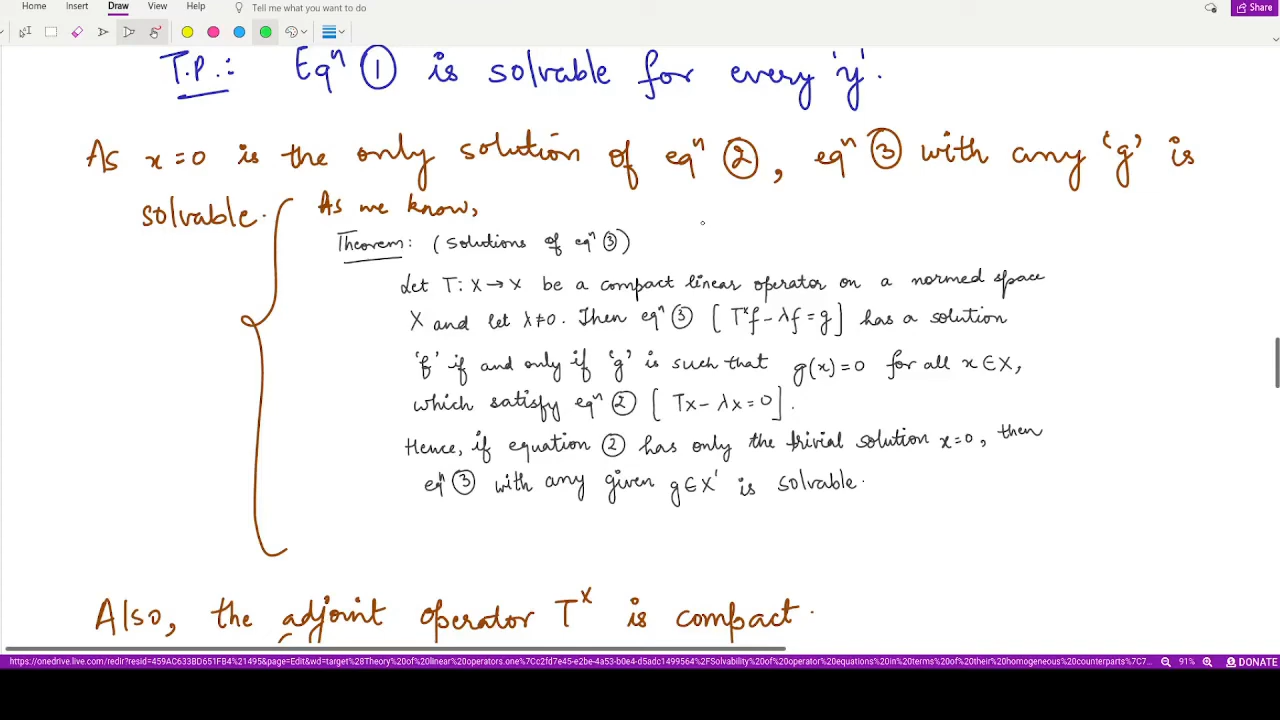 Home Insert Draw View Help Tell me what you want to do Share
T.P.: Eqⁿ ① is solvable for every 'y'.
As x=0 is the only solution of eqⁿ ②, eqⁿ ③ with any 'g' is
solvable. As we know,
Theorem: (Solutions of eqⁿ ③)
Let T: X → X be a compact linear operator on a normed space
X and let λ≠0. Then eqⁿ ③ [Tˣf - λf = g] has a solution
'f' if and only if 'g' is such that g(x) = 0 for all x ∈ X,
which satisfy eqⁿ ② [Tx - λx = 0].
Hence, if equation ② has only the trivial solution x=0, then
eqⁿ ③ with any given g ∈ X' is solvable.
Also, the adjoint operator Tˣ is compact.
91% DONATE